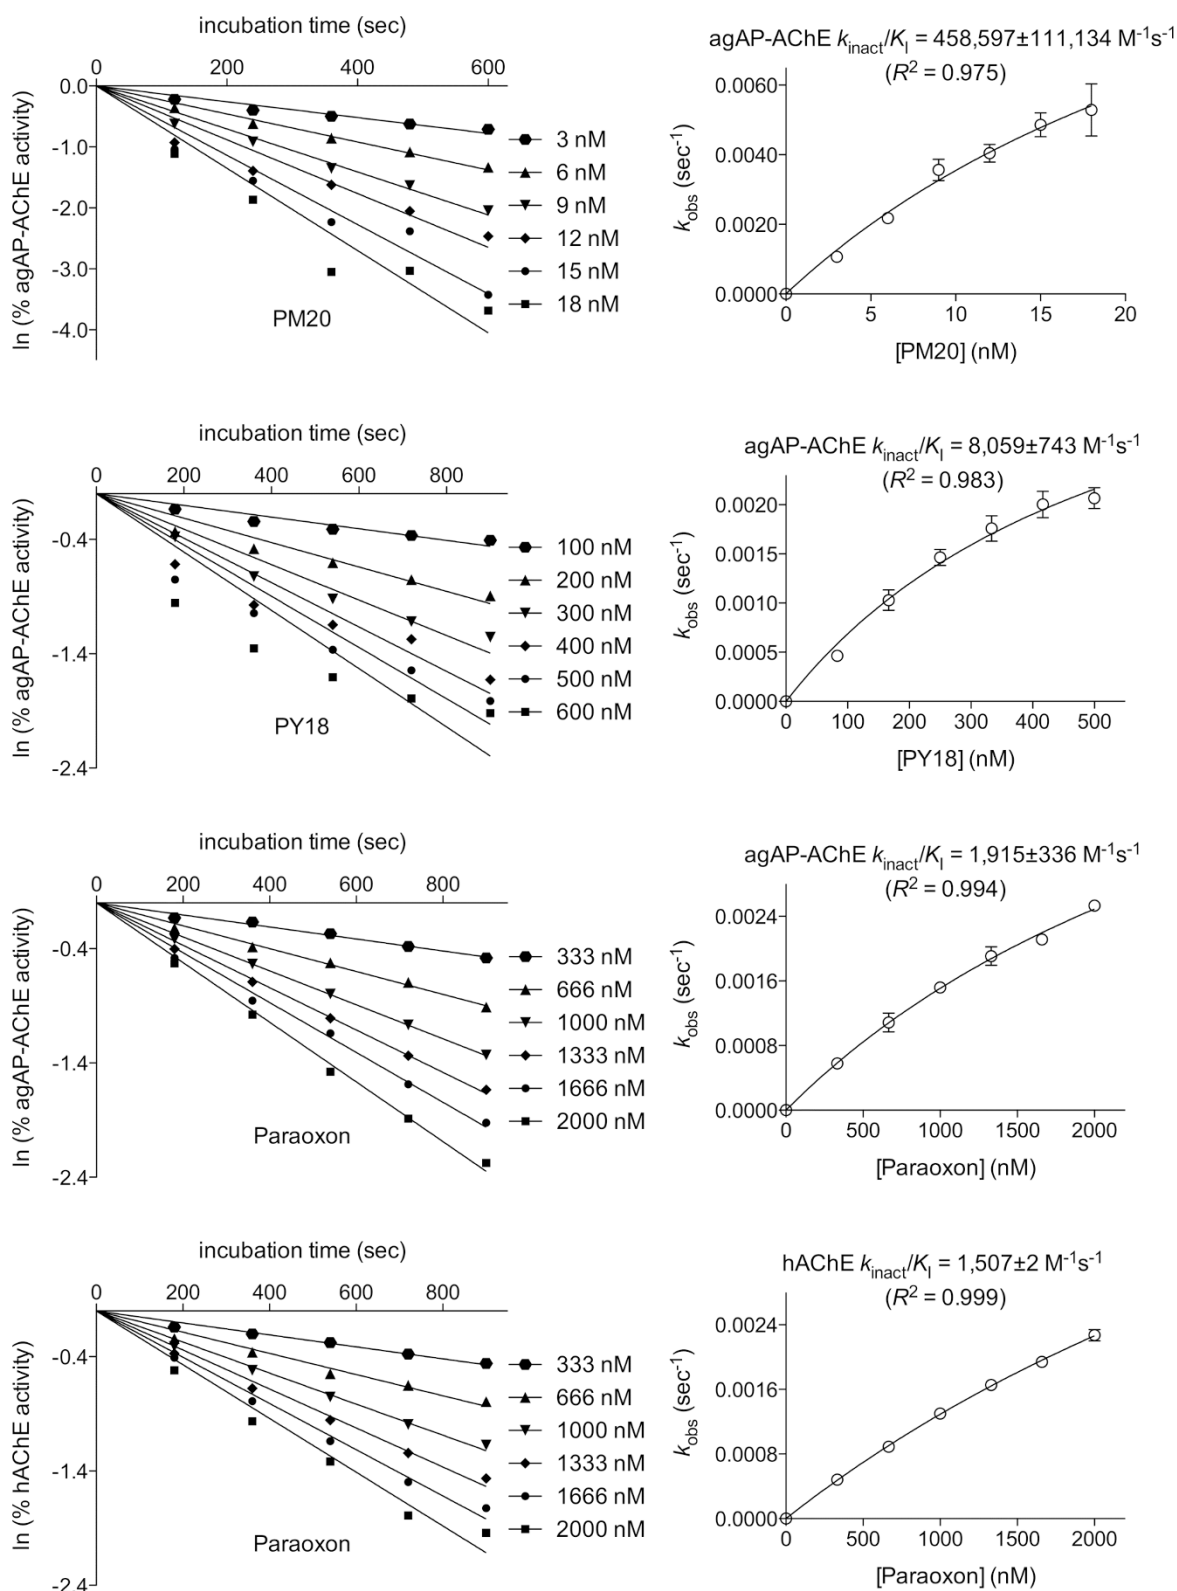 incubation time (sec)
0 200 400 600
0.0
-1.0
-2.0
-3.0
-4.0
ln (% agAP-AChE activity)
3 nM
6 nM
9 nM
12 nM
15 nM
18 nM
PM20
agAP-AChE k_inact/K_I = 458,597±111,134 M⁻¹s⁻¹
(R² = 0.975)
0.0060
0.0040
0.0020
0.0000
k_obs (sec⁻¹)
0 5 10 15 20
[PM20] (nM)
incubation time (sec)
0 200 400 600 800
-0.4
-1.4
-2.4
ln (% agAP-AChE activity)
100 nM
200 nM
300 nM
400 nM
500 nM
600 nM
PY18
agAP-AChE k_inact/K_I = 8,059±743 M⁻¹s⁻¹
(R² = 0.983)
0.0020
0.0015
0.0010
0.0005
0.0000
k_obs (sec⁻¹)
0 100 200 300 400 500
[PY18] (nM)
incubation time (sec)
0 200 400 600 800
-0.4
-1.4
-2.4
ln (% agAP-AChE activity)
333 nM
666 nM
1000 nM
1333 nM
1666 nM
2000 nM
Paraoxon
agAP-AChE k_inact/K_I = 1,915±336 M⁻¹s⁻¹
(R² = 0.994)
0.0024
0.0016
0.0008
0.0000
k_obs (sec⁻¹)
0 500 1000 1500 2000
[Paraoxon] (nM)
incubation time (sec)
0 200 400 600 800
-0.4
-1.4
-2.4
ln (% hAChE activity)
333 nM
666 nM
1000 nM
1333 nM
1666 nM
2000 nM
Paraoxon
hAChE k_inact/K_I = 1,507±2 M⁻¹s⁻¹
(R² = 0.999)
0.0024
0.0016
0.0008
0.0000
k_obs (sec⁻¹)
0 500 1000 1500 2000
[Paraoxon] (nM)